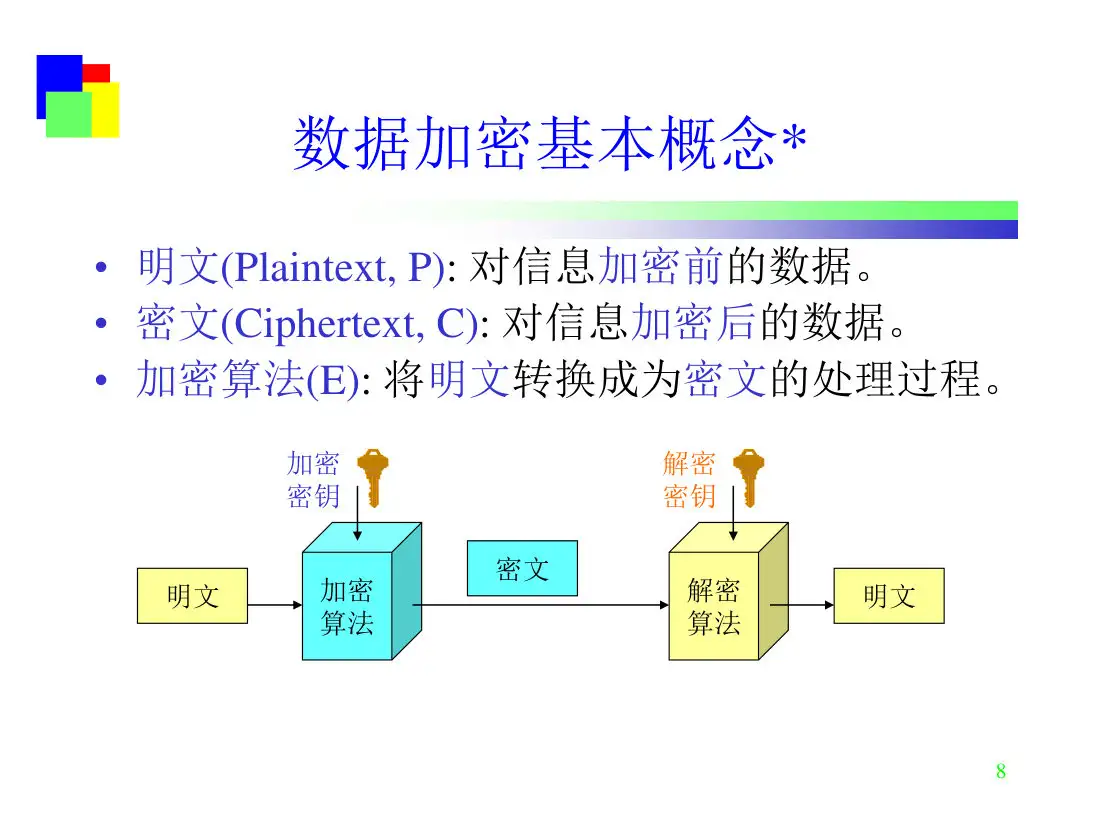 数据加密基本概念*
• 明文(Plaintext, P): 对信息加密前的数据。
• 密文(Ciphertext, C): 对信息加密后的数据。
• 加密算法(E): 将明文转换成为密文的处理过程。
加密
密钥
解密
密钥
明文
加密
算法
密文
解密
算法
明文
8